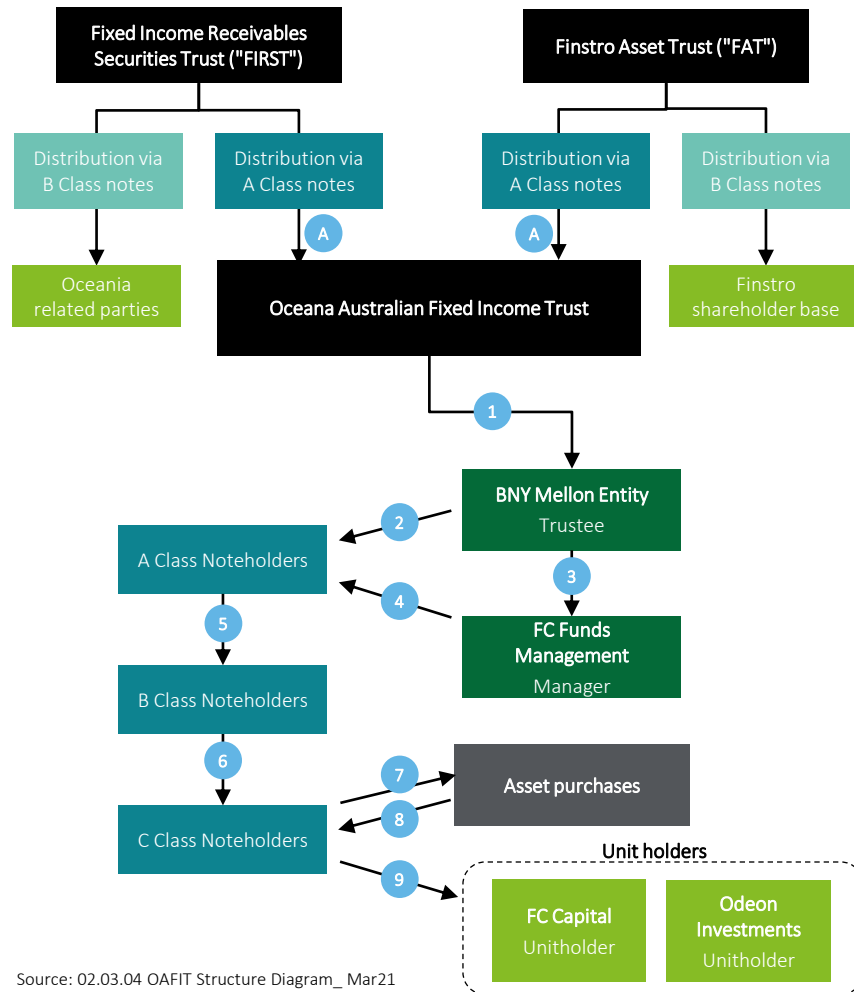 Fixed Income Receivables
Securities Trust ("FIRST")
Finstro Asset Trust ("FAT")
Distribution via
B Class notes
Distribution via
A Class notes
Distribution via
A Class notes
Distribution via
B Class notes
A
A
Oceania
related parties
Oceana Australian Fixed Income Trust
Finstro
shareholder base
1
BNY Mellon Entity
Trustee
2
A Class Noteholders
3
4
FC Funds
Management
Manager
5
B Class Noteholders
6
7
Asset purchases
8
C Class Noteholders
Unit holders
9
FC Capital
Unitholder
Odeon
Investments
Unitholder
Source: 02.03.04 OAFIT Structure Diagram_ Mar21